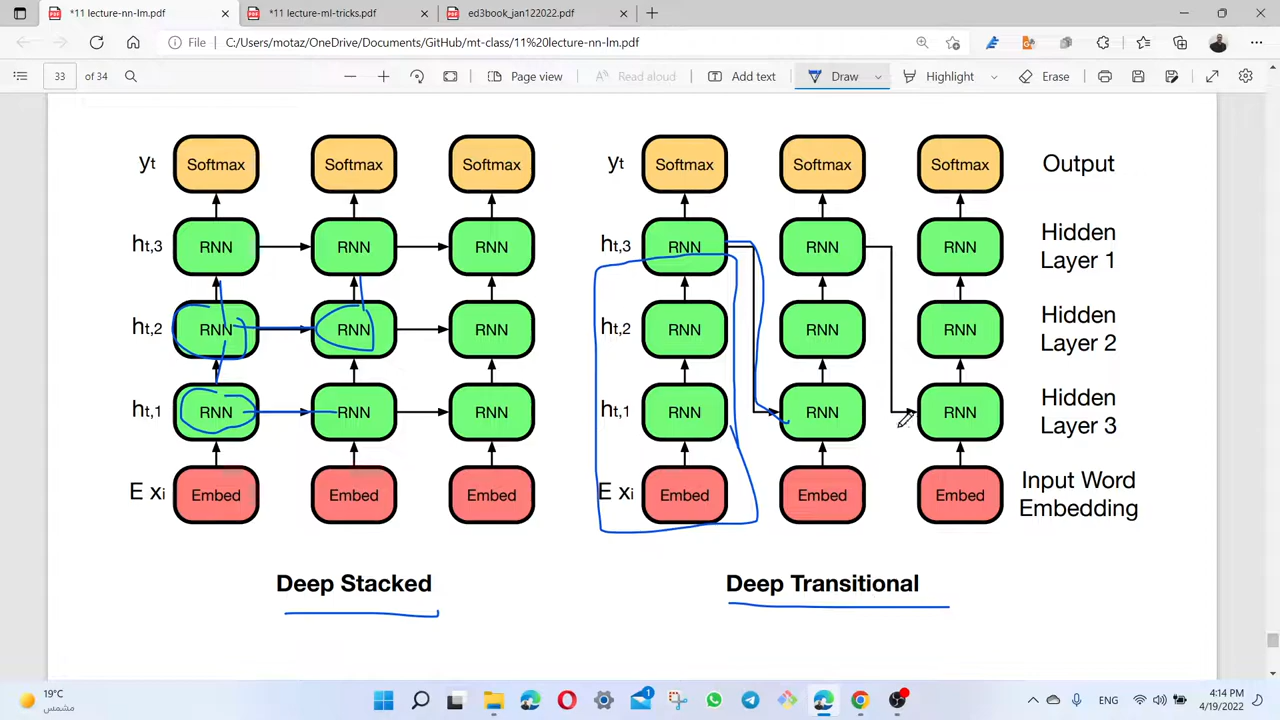 *11 lecture-nn-lm.pdf
*11 lecture-ml-tricks.pdf
ed3book_jan122022.pdf
File C:/Users/motaz/OneDrive/Documents/GitHub/mt-class/11%20lecture-nn-lm.pdf
33 of 34
Page view
Read aloud
Add text
Draw
Highlight
Erase
yt Softmax Softmax Softmax yt Softmax Softmax Softmax Output
ht,3 RNN RNN RNN ht,3 RNN RNN RNN Hidden
Layer 1
ht,2 RNN RNN RNN ht,2 RNN RNN RNN Hidden
Layer 2
ht,1 RNN RNN RNN ht,1 RNN RNN RNN Hidden
Layer 3
E xi Embed Embed Embed E xi Embed Embed Embed Input Word
Embedding
Deep Stacked Deep Transitional
19°C
مشمس
1
ENG
4:14 PM
4/19/2022